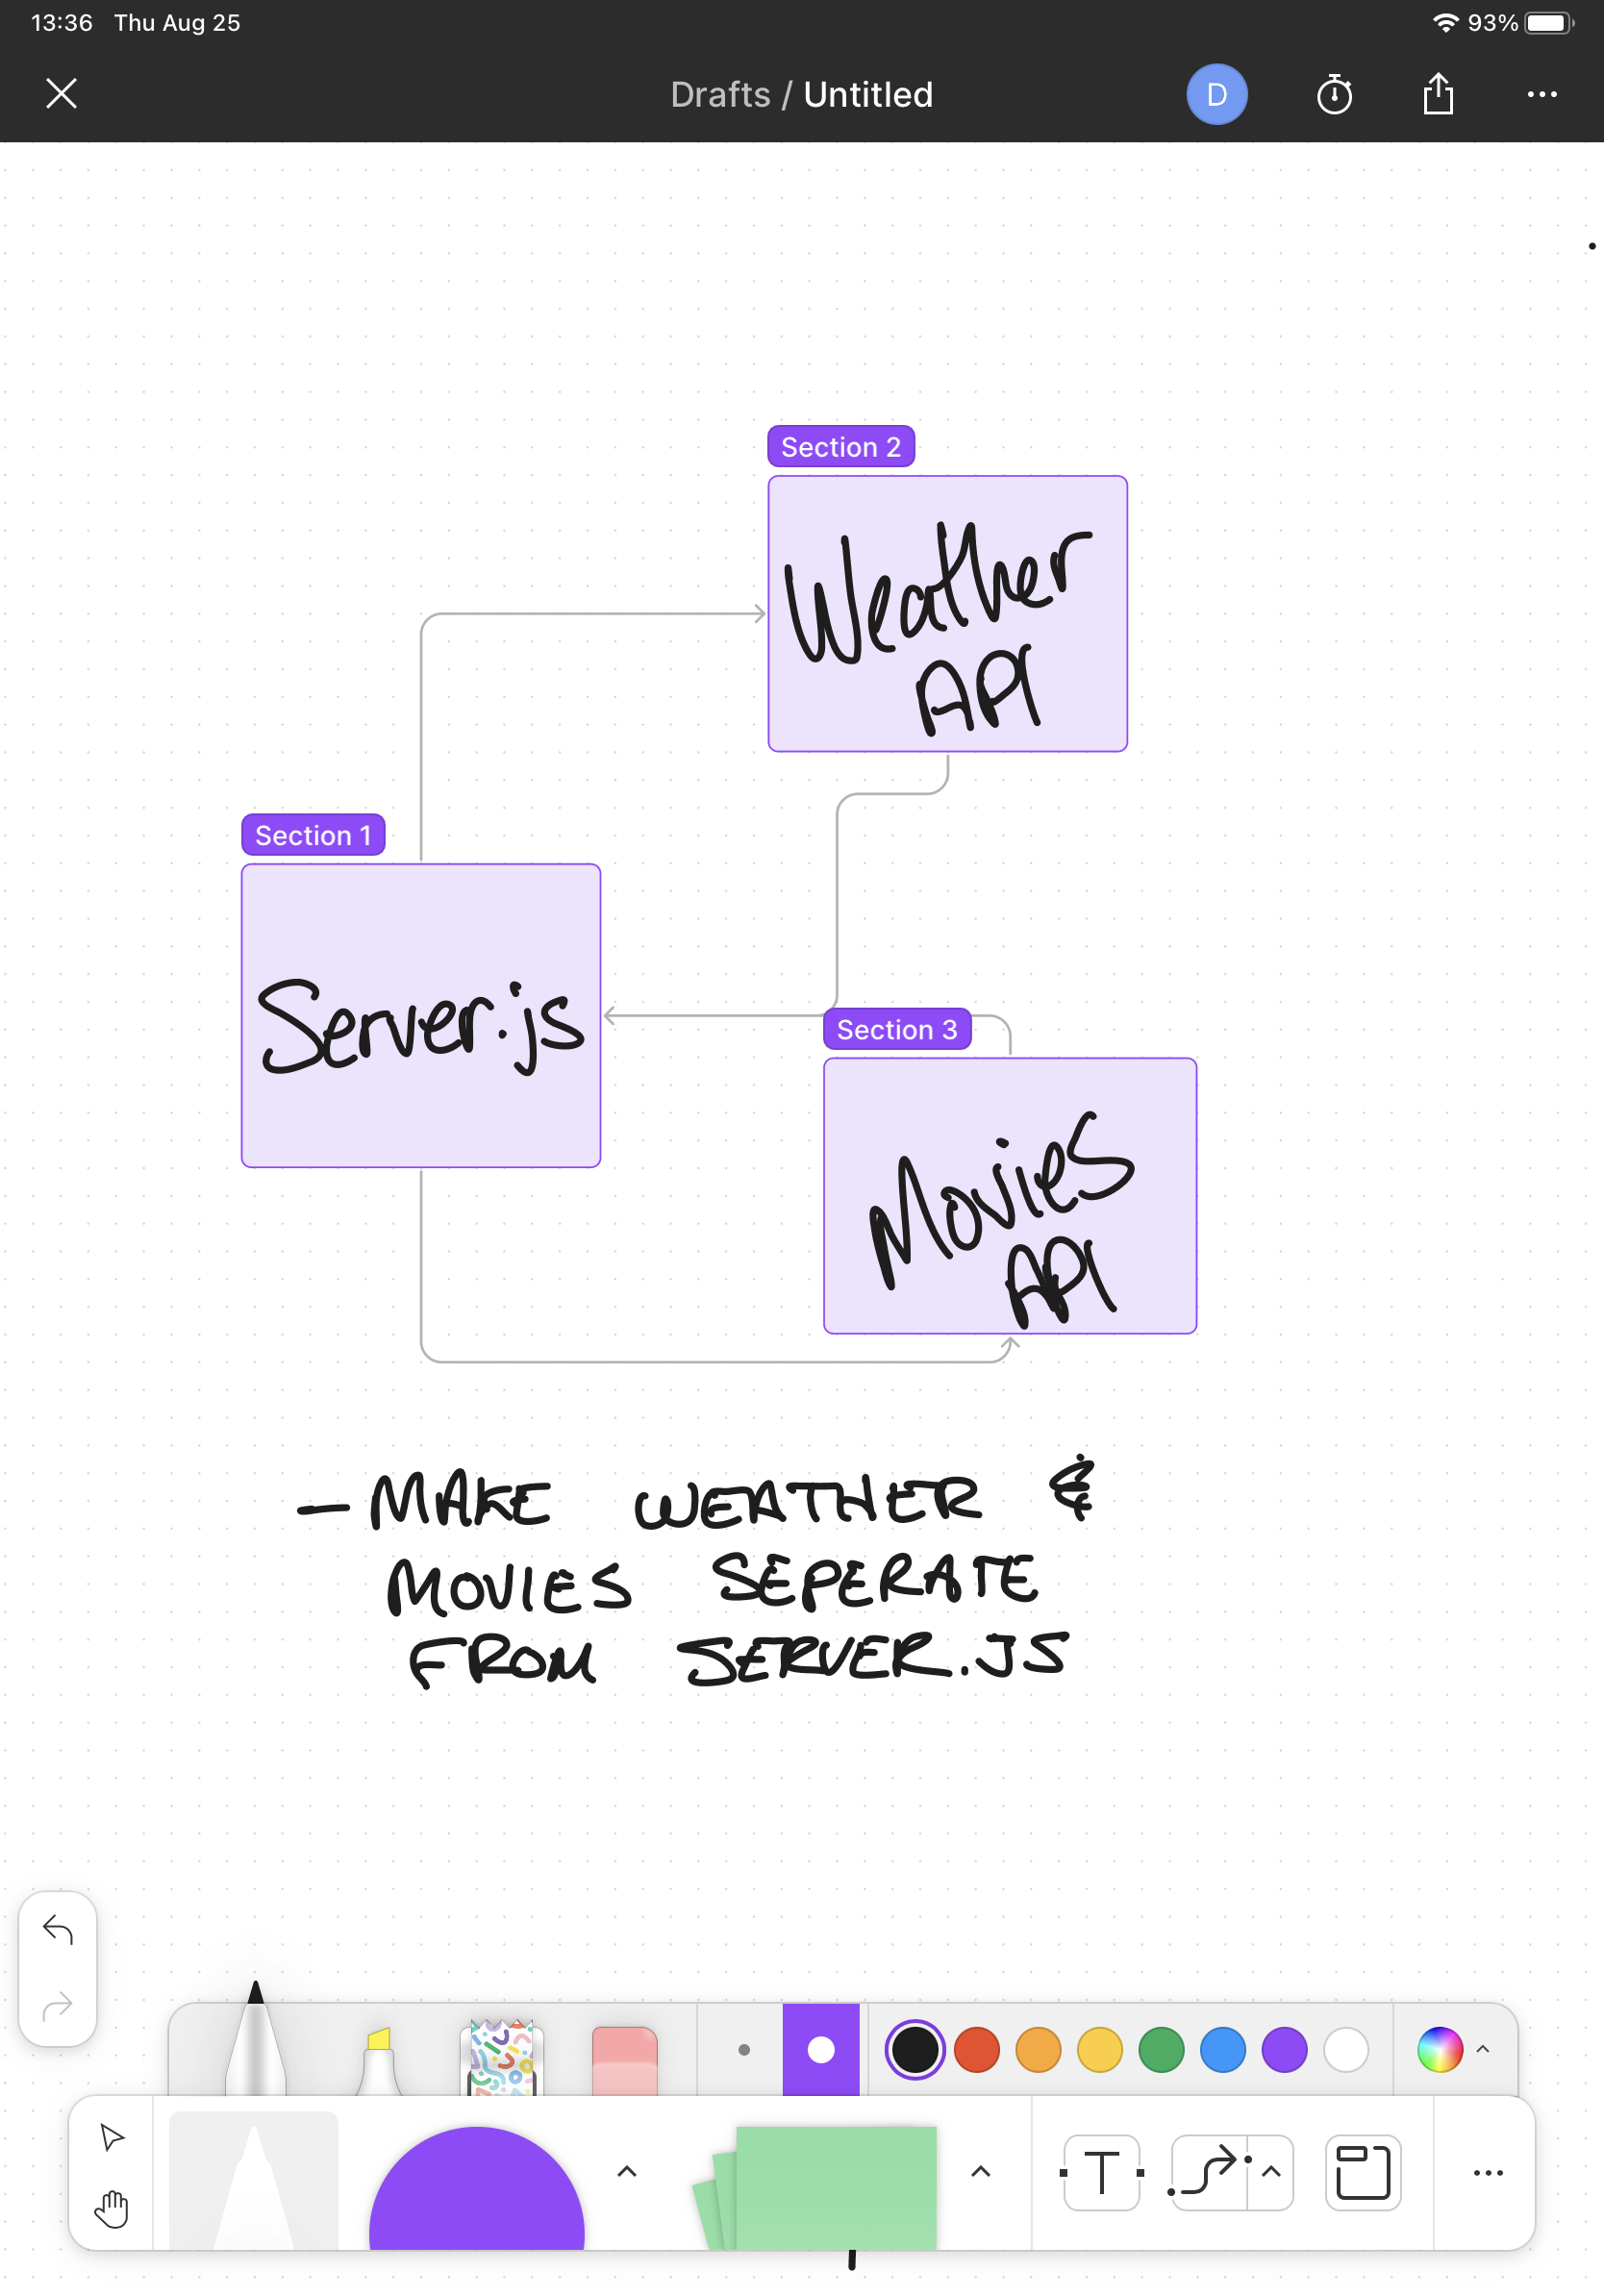 13:36 Thu Aug 25 93%
Drafts / Untitled D
Section 2
Weather
API
Section 1
Server.js
Section 3
Movies
API
- MAKE WEATHER &
MOVIES SEPERATE
FROM SERVER.JS
T